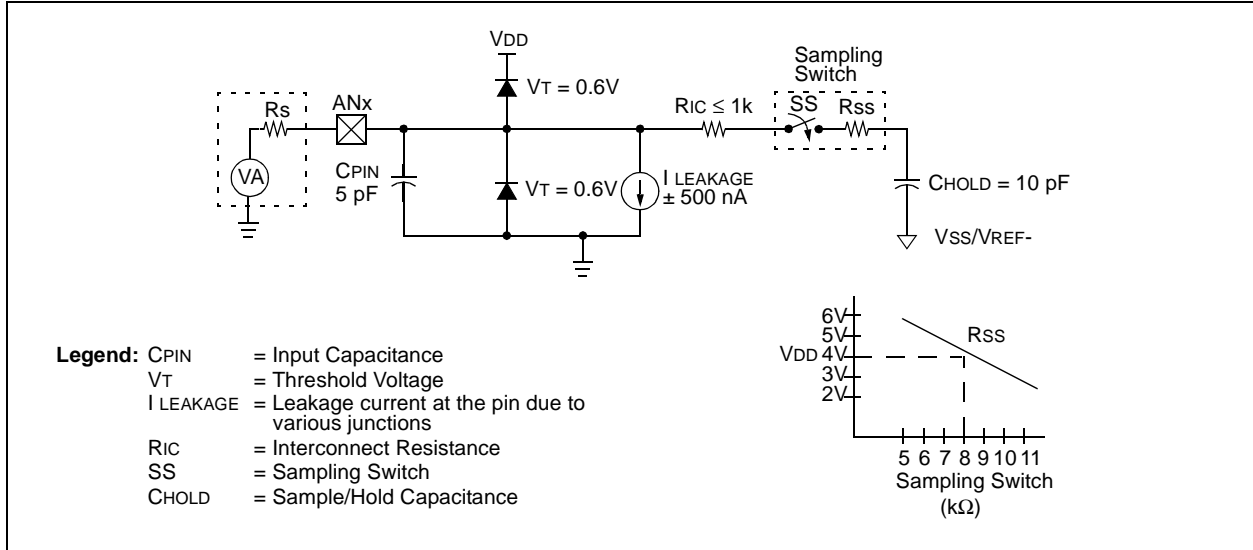 VDD
Sampling
Switch
VT = 0.6V
Rs
ANx
RIC ≤ 1k
SS
RSS
VA
CPIN
5 pF
VT = 0.6V
I LEAKAGE
± 500 nA
CHOLD = 10 pF
VSS/VREF-
Legend: CPIN = Input Capacitance
VT = Threshold Voltage
I LEAKAGE = Leakage current at the pin due to
various junctions
RIC = Interconnect Resistance
SS = Sampling Switch
CHOLD = Sample/Hold Capacitance
6V
5V
RSS
VDD 4V
3V
2V
5 6 7 8 9 10 11
Sampling Switch
(kΩ)